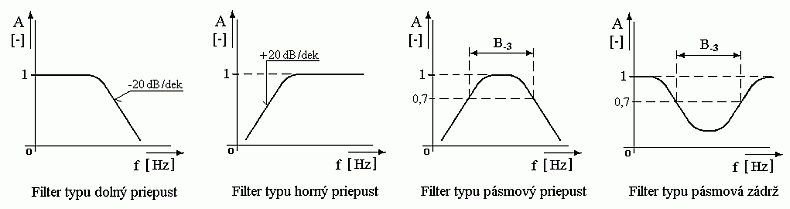 A
[-]
1
-20 dB/dek
0
f [Hz]
Filter typu dolný priepust
A
[-]
+20 dB/dek
1
0
f [Hz]
Filter typu horný priepust
A
[-]
B-3
1
0,7
0
f [Hz]
Filter typu pásmový priepust
A
[-]
B-3
1
0,7
0
f [Hz]
Filter typu pásmová zádrž